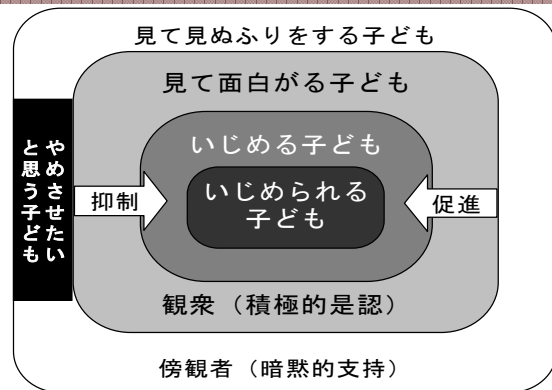 見て見ぬふりをする子ども
見て面白がる子ども
いじめる子ども
いじめられる
子ども
やめさせたい
と思う子ども
抑制
促進
観衆（積極的是認）
傍観者（暗黙的支持）